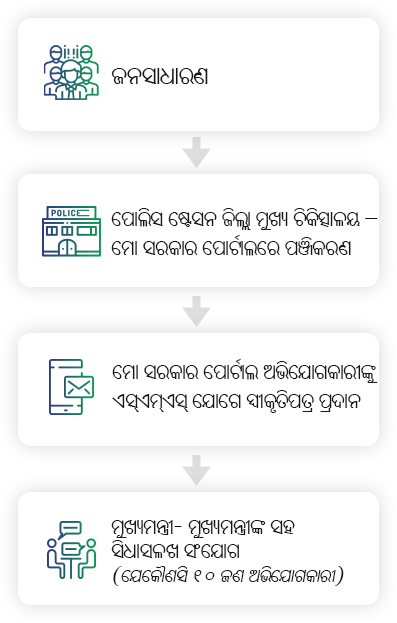 ଜନସାଧାରଣ
POLICE
ପୋଲିସ ଷ୍ଟେସନ ଜିଲ୍ଲା ମୁଖ୍ୟ ଚିକିତ୍ସାଳୟ –
ମୋ ସରକାର ପୋର୍ଟାଲରେ ପଞ୍ଜିକରଣ
ମୋ ସରକାର ପୋର୍ଟାଲ ଅଭିଯୋଗକାରୀଙ୍କୁ
ଏସ୍ଏମ୍ଏସ୍ ଯୋଗେ ସ୍ୱୀକୃତିପତ୍ର ପ୍ରଦାନ
ମୁଖ୍ୟମନ୍ତ୍ରୀ- ମୁଖ୍ୟମନ୍ତ୍ରୀଙ୍କ ସହ
ସିଧାସଳଖ ସଂଯୋଗ
(ଯେକୌଣସି ୧୦ ଜଣ ଅଭିଯୋଗକାରୀ)